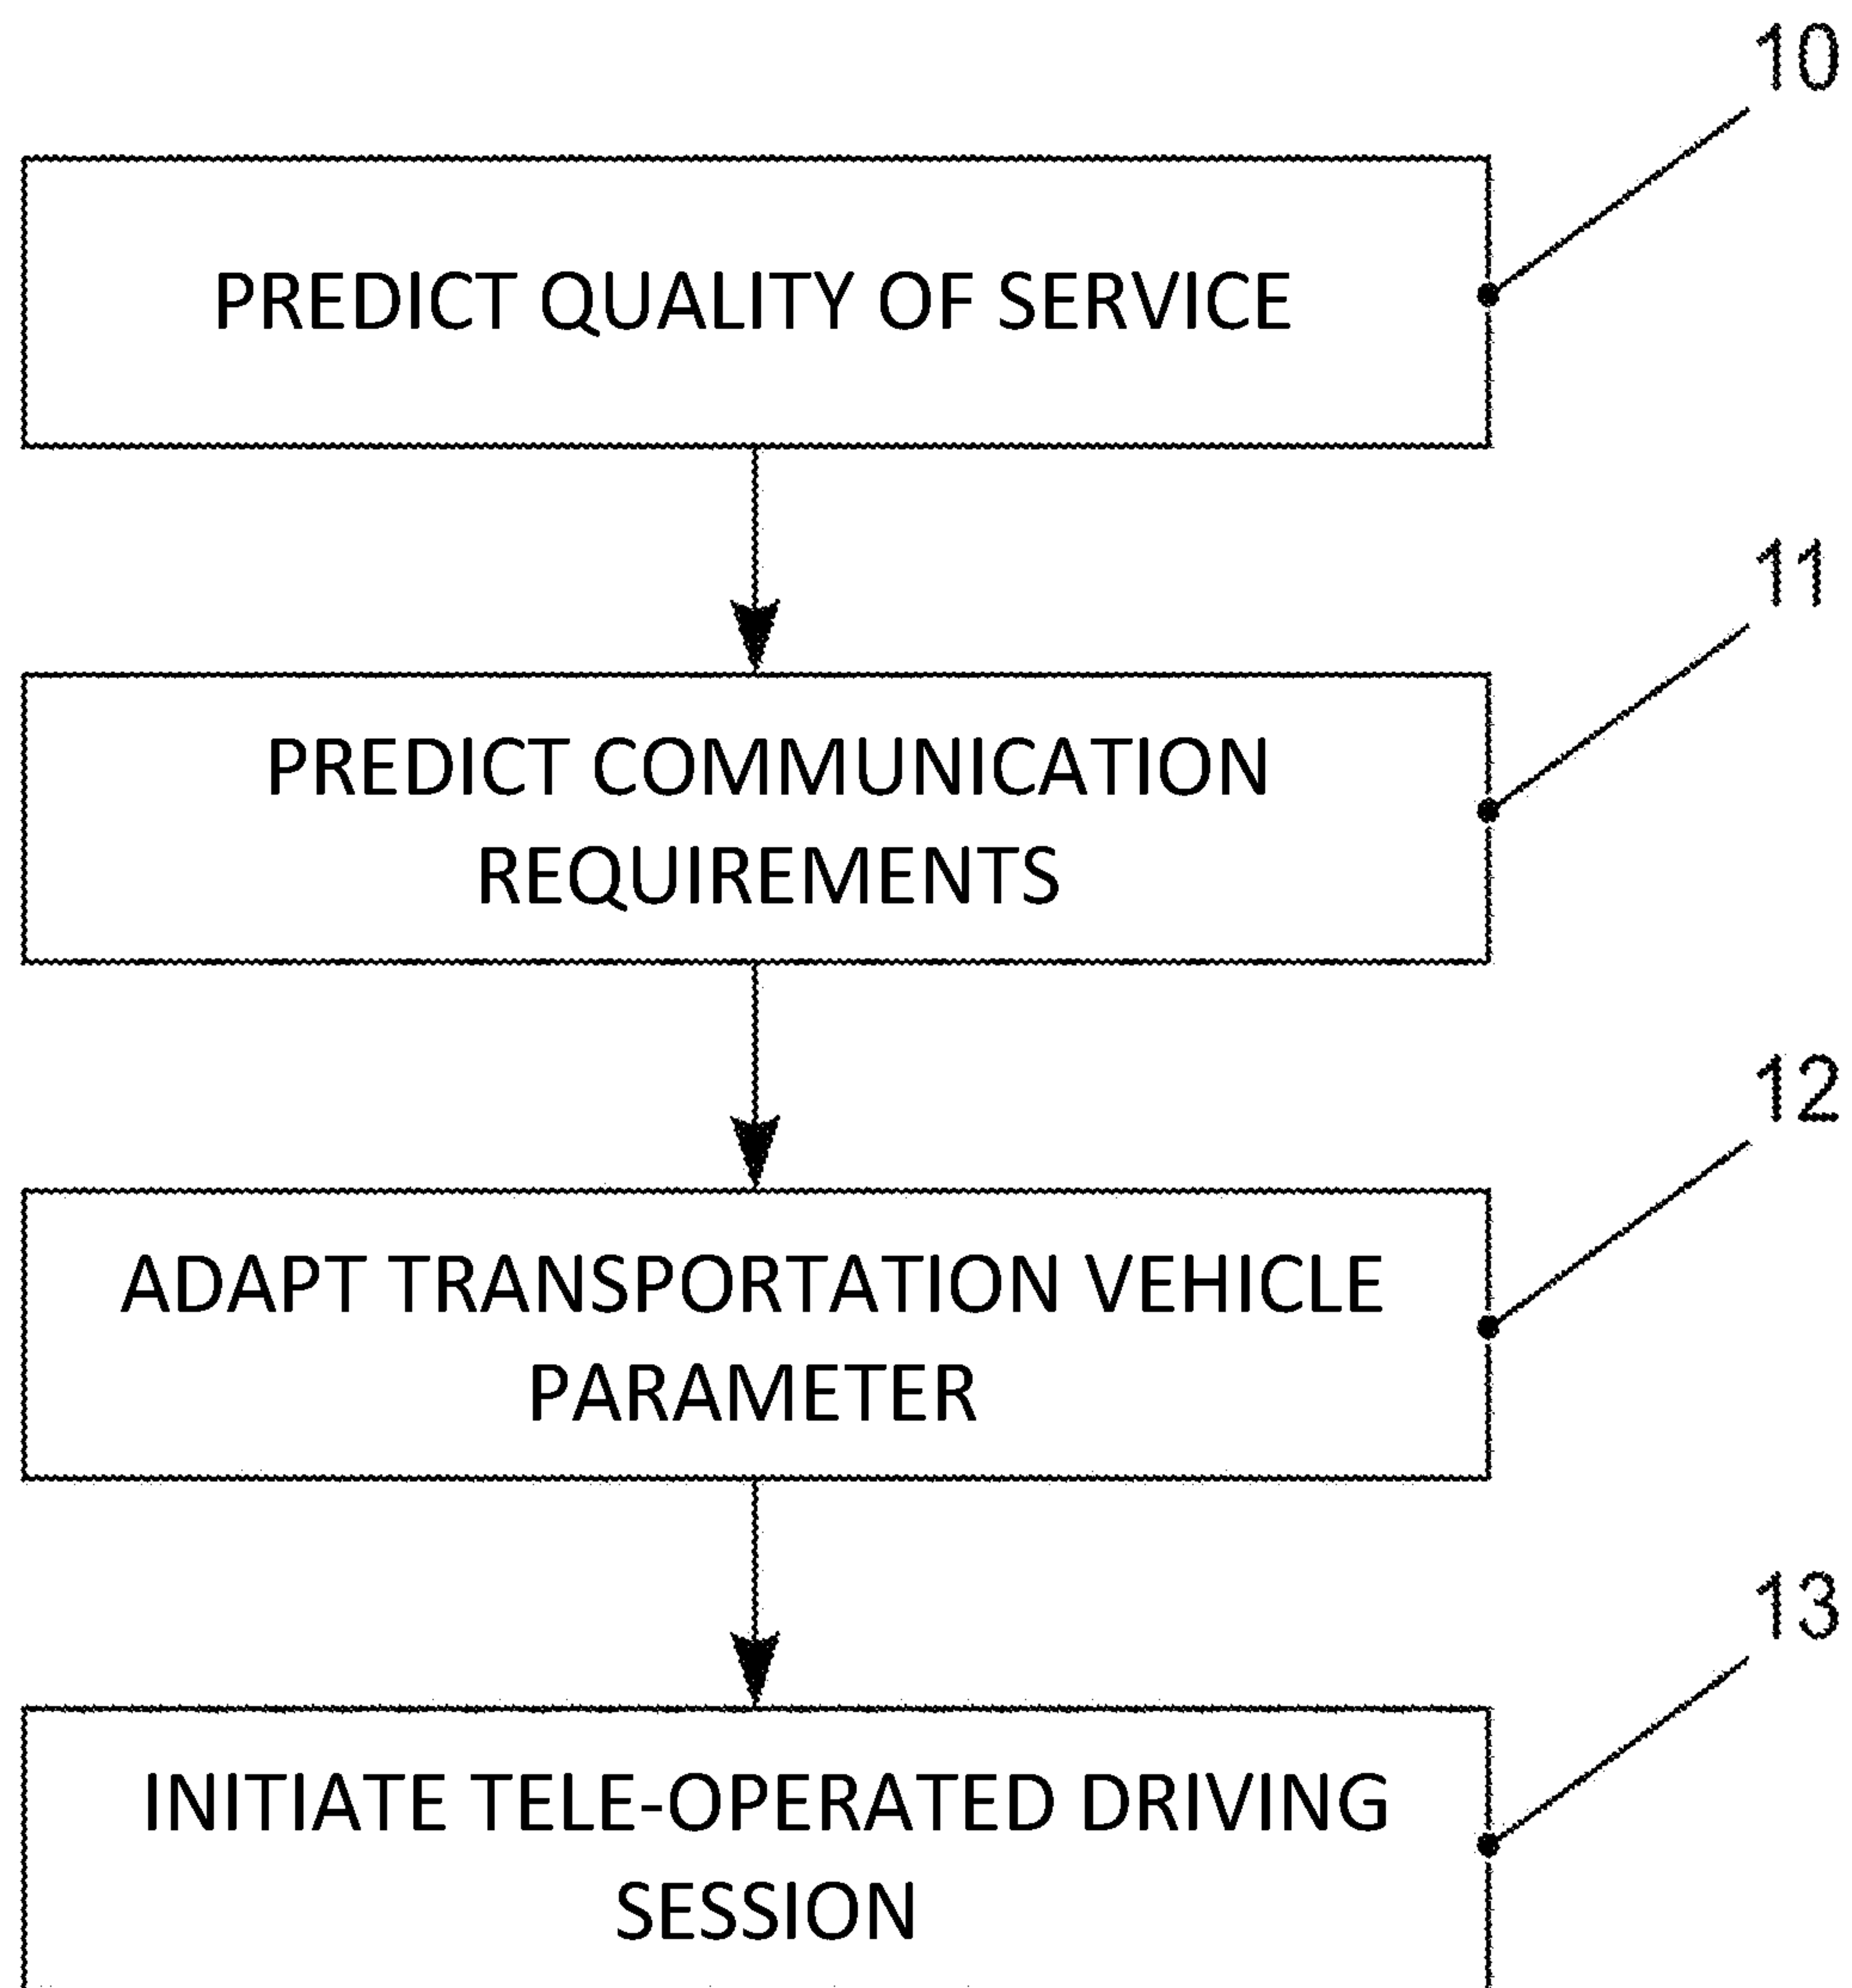 10
PREDICT QUALITY OF SERVICE
11
PREDICT COMMUNICATION
REQUIREMENTS
12
ADAPT TRANSPORTATION VEHICLE
PARAMETER
13
INITIATE TELE-OPERATED DRIVING
SESSION